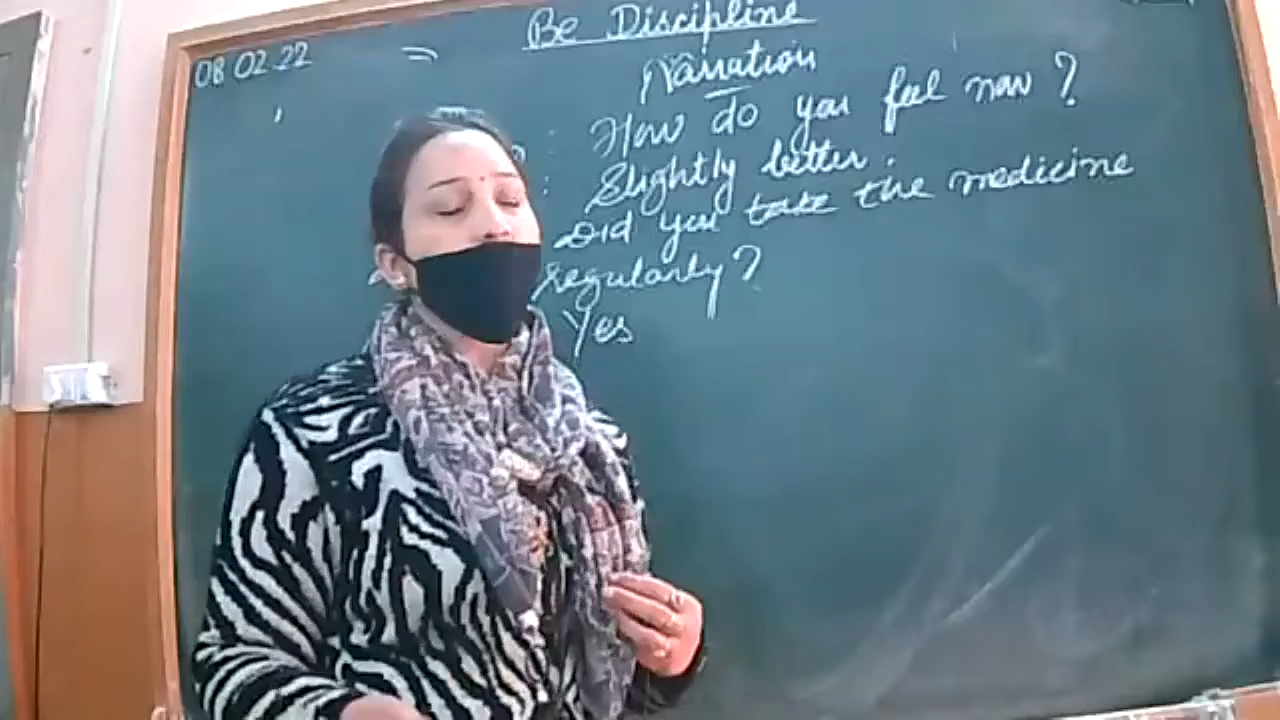 Be Discipline
08 02.22
Narration
: How do you feel now ?
: Slightly better.
Did you take the medicine
regularly ?
Yes